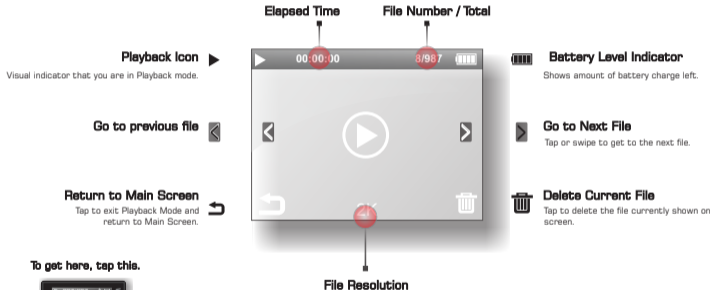 Elapsed Time
File Number / Total
Playback Icon
Visual indicator that you are in Playback mode.
00:00:00
8/987
Battery Level Indicator
Shows amount of battery charge left.
Go to previous file
Go to Next File
Tap or swipe to get to the next file.
Return to Main Screen
Tap to exit Playback Mode and
return to Main Screen.
Delete Current File
Tap to delete the file currently shown on
screen.
To get here, tap this.
File Resolution